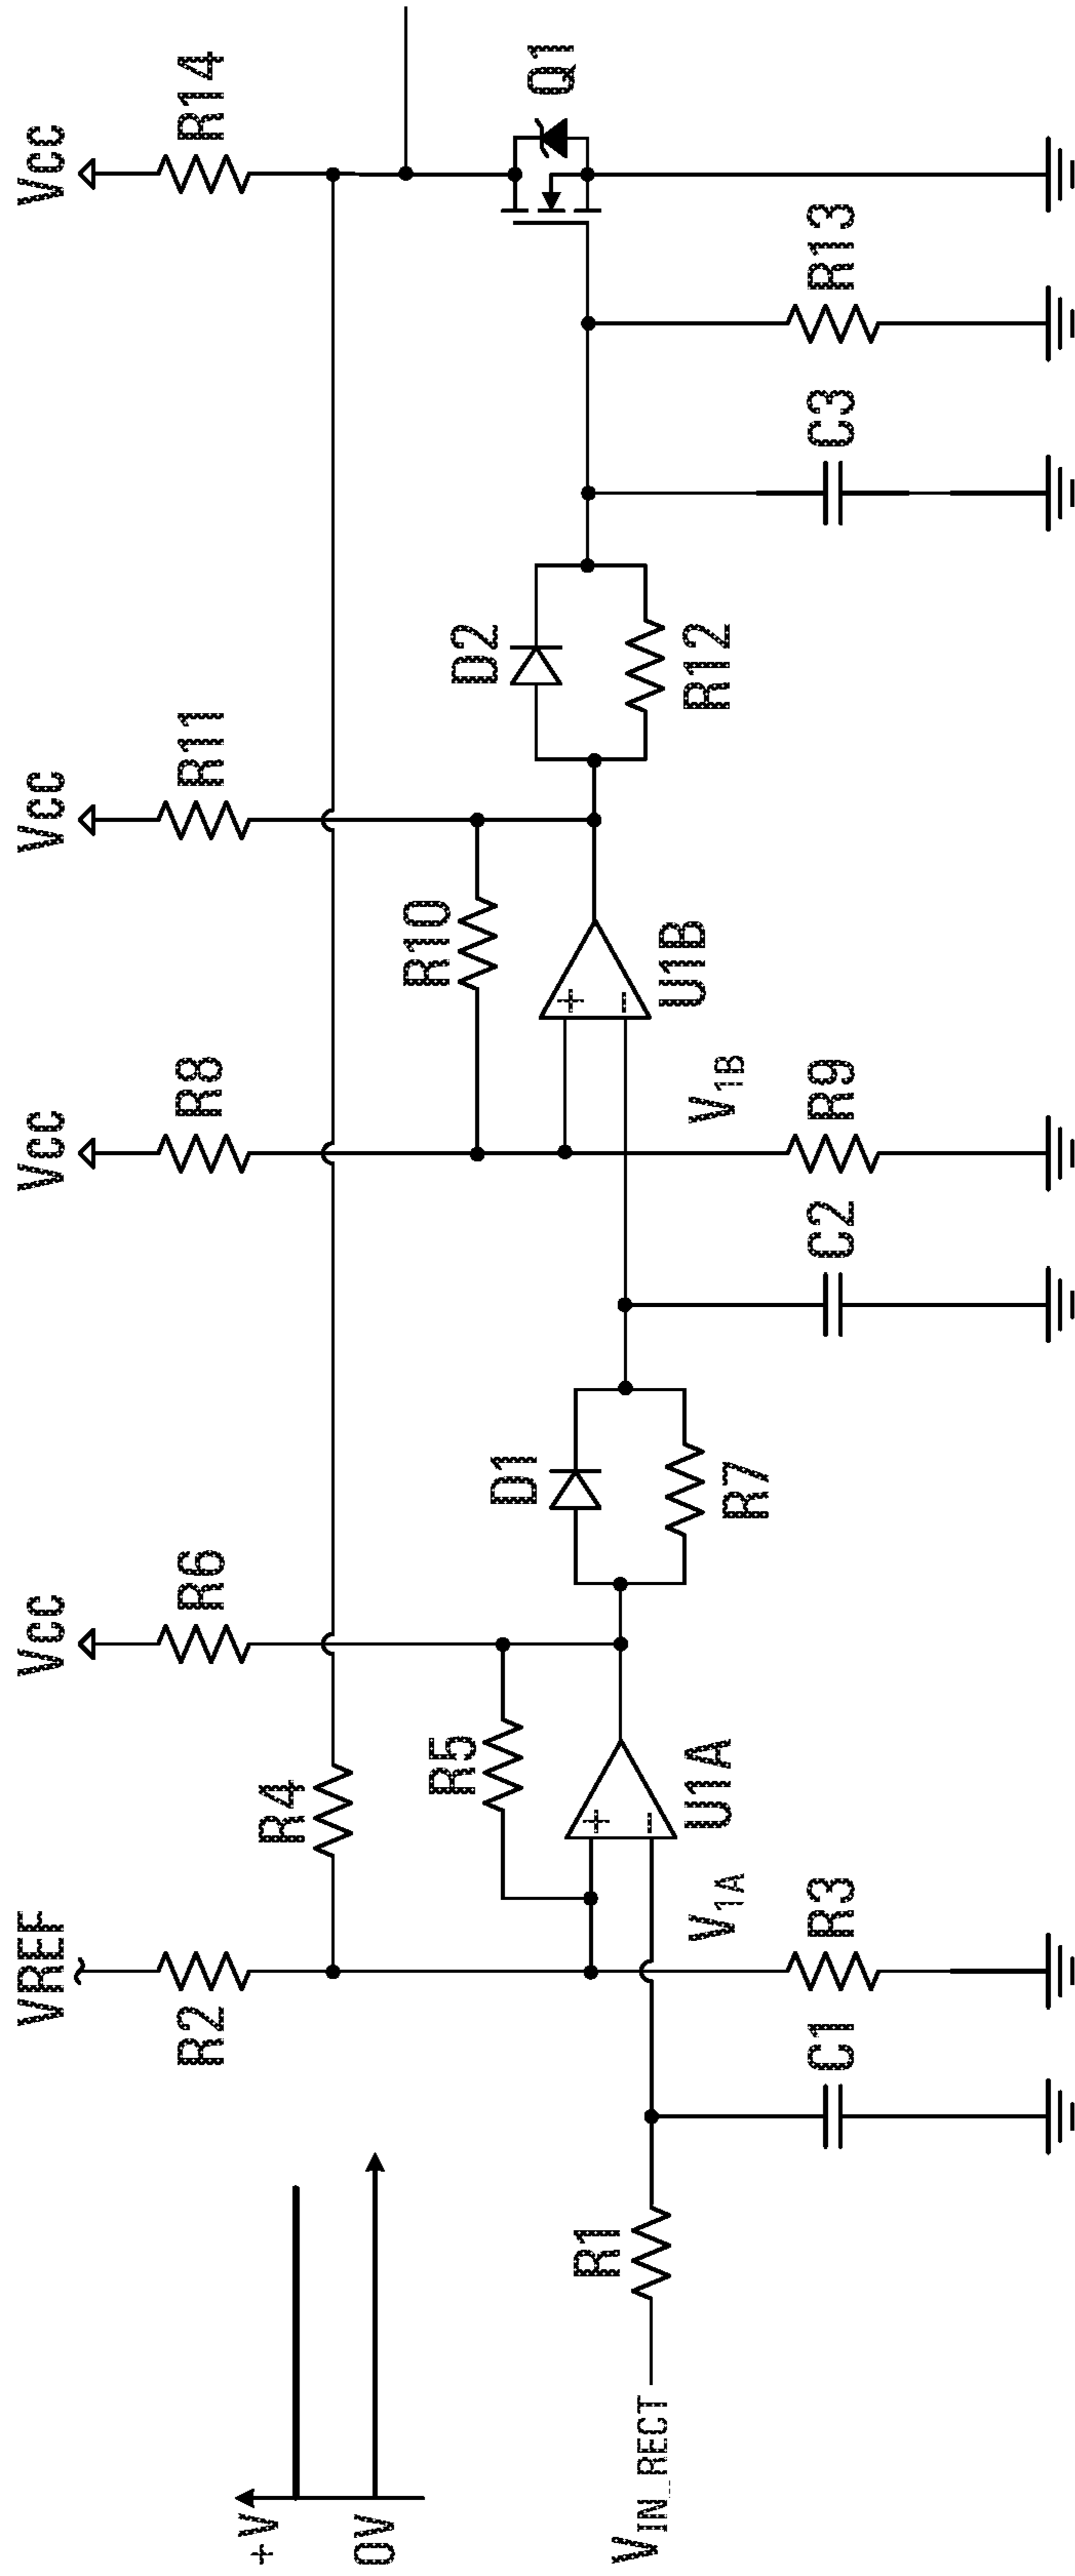 +V
0V
VIN_RECT
R1
C1
VREF
R2
R3
V1A
R4
U1A
+
−
R5
Vcc
R6
D1
R7
C2
Vcc
R8
R9
V1B
U1B
+
−
R10
Vcc
R11
D2
R12
C3
R13
Vcc
R14
Q1